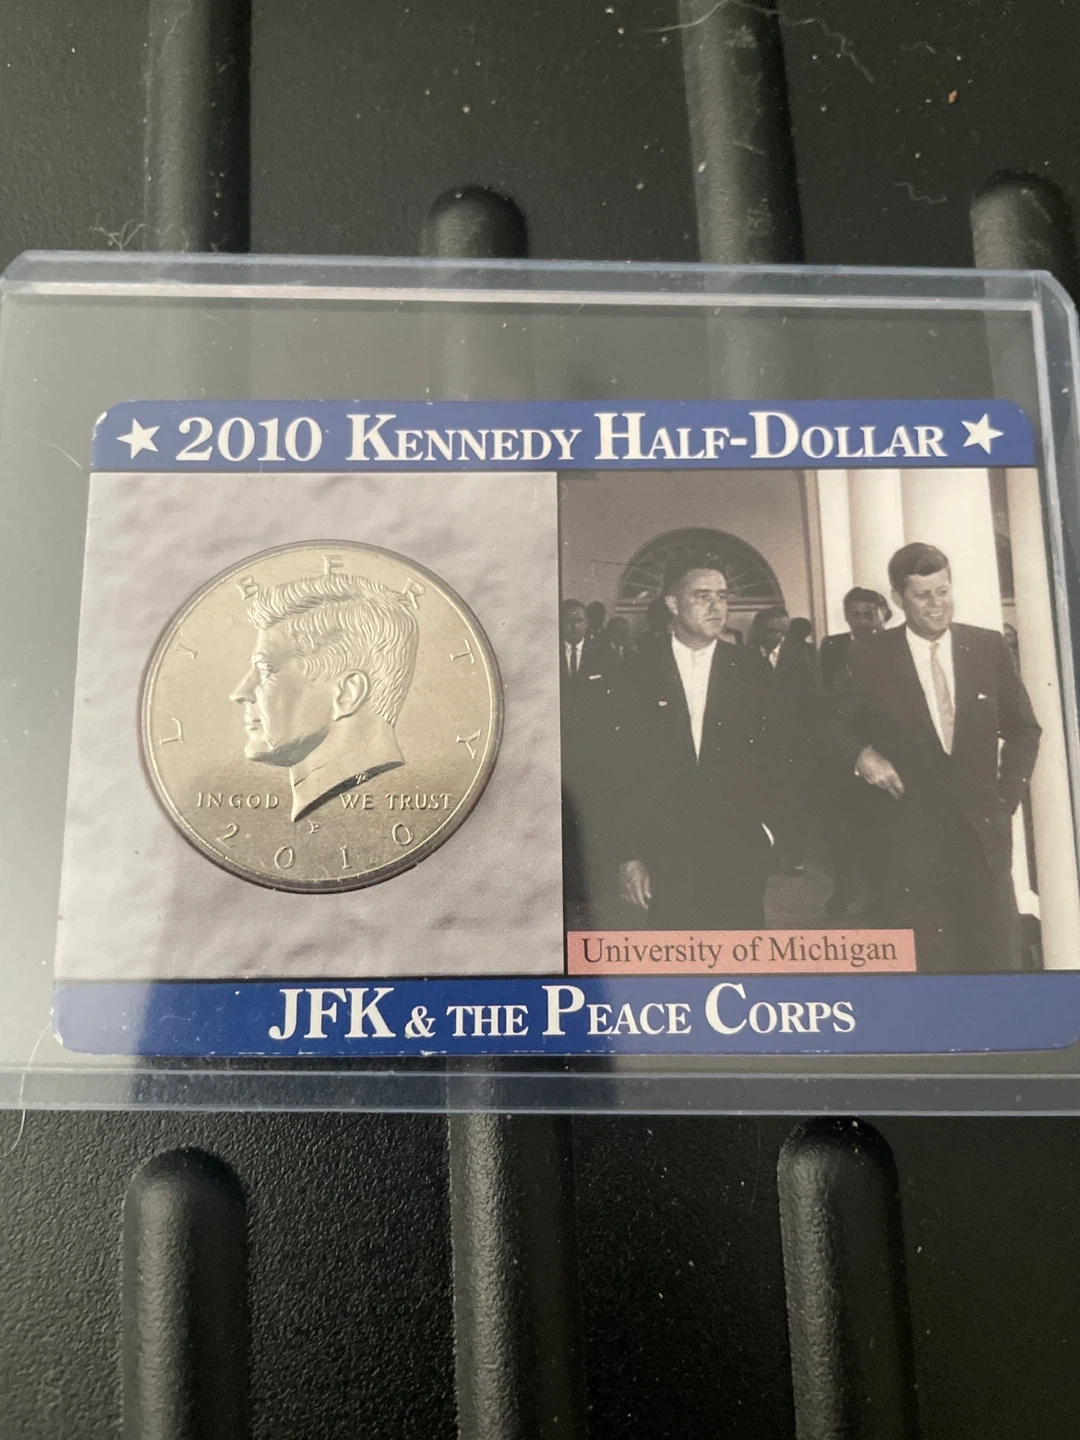 ★ 2010 KENNEDY HALF-DOLLAR ★
LIBERTY
IN GOD WE TRUST
P
2010
University of Michigan
JFK & THE PEACE CORPS